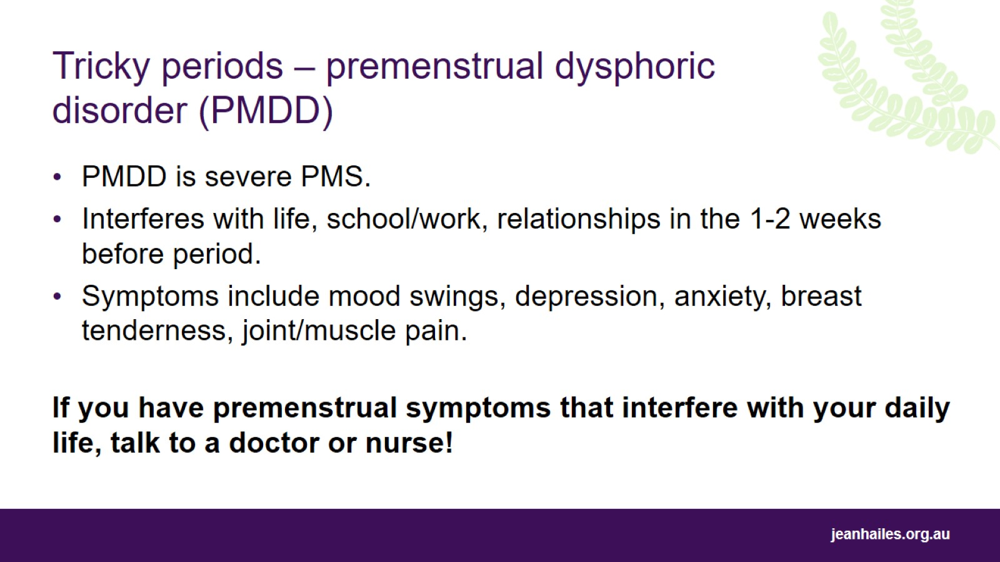 Tricky periods – premenstrual dysphoric
disorder (PMDD)
• PMDD is severe PMS.
• Interferes with life, school/work, relationships in the 1-2 weeks
before period.
• Symptoms include mood swings, depression, anxiety, breast
tenderness, joint/muscle pain.
If you have premenstrual symptoms that interfere with your daily
life, talk to a doctor or nurse!
jeanhailes.org.au